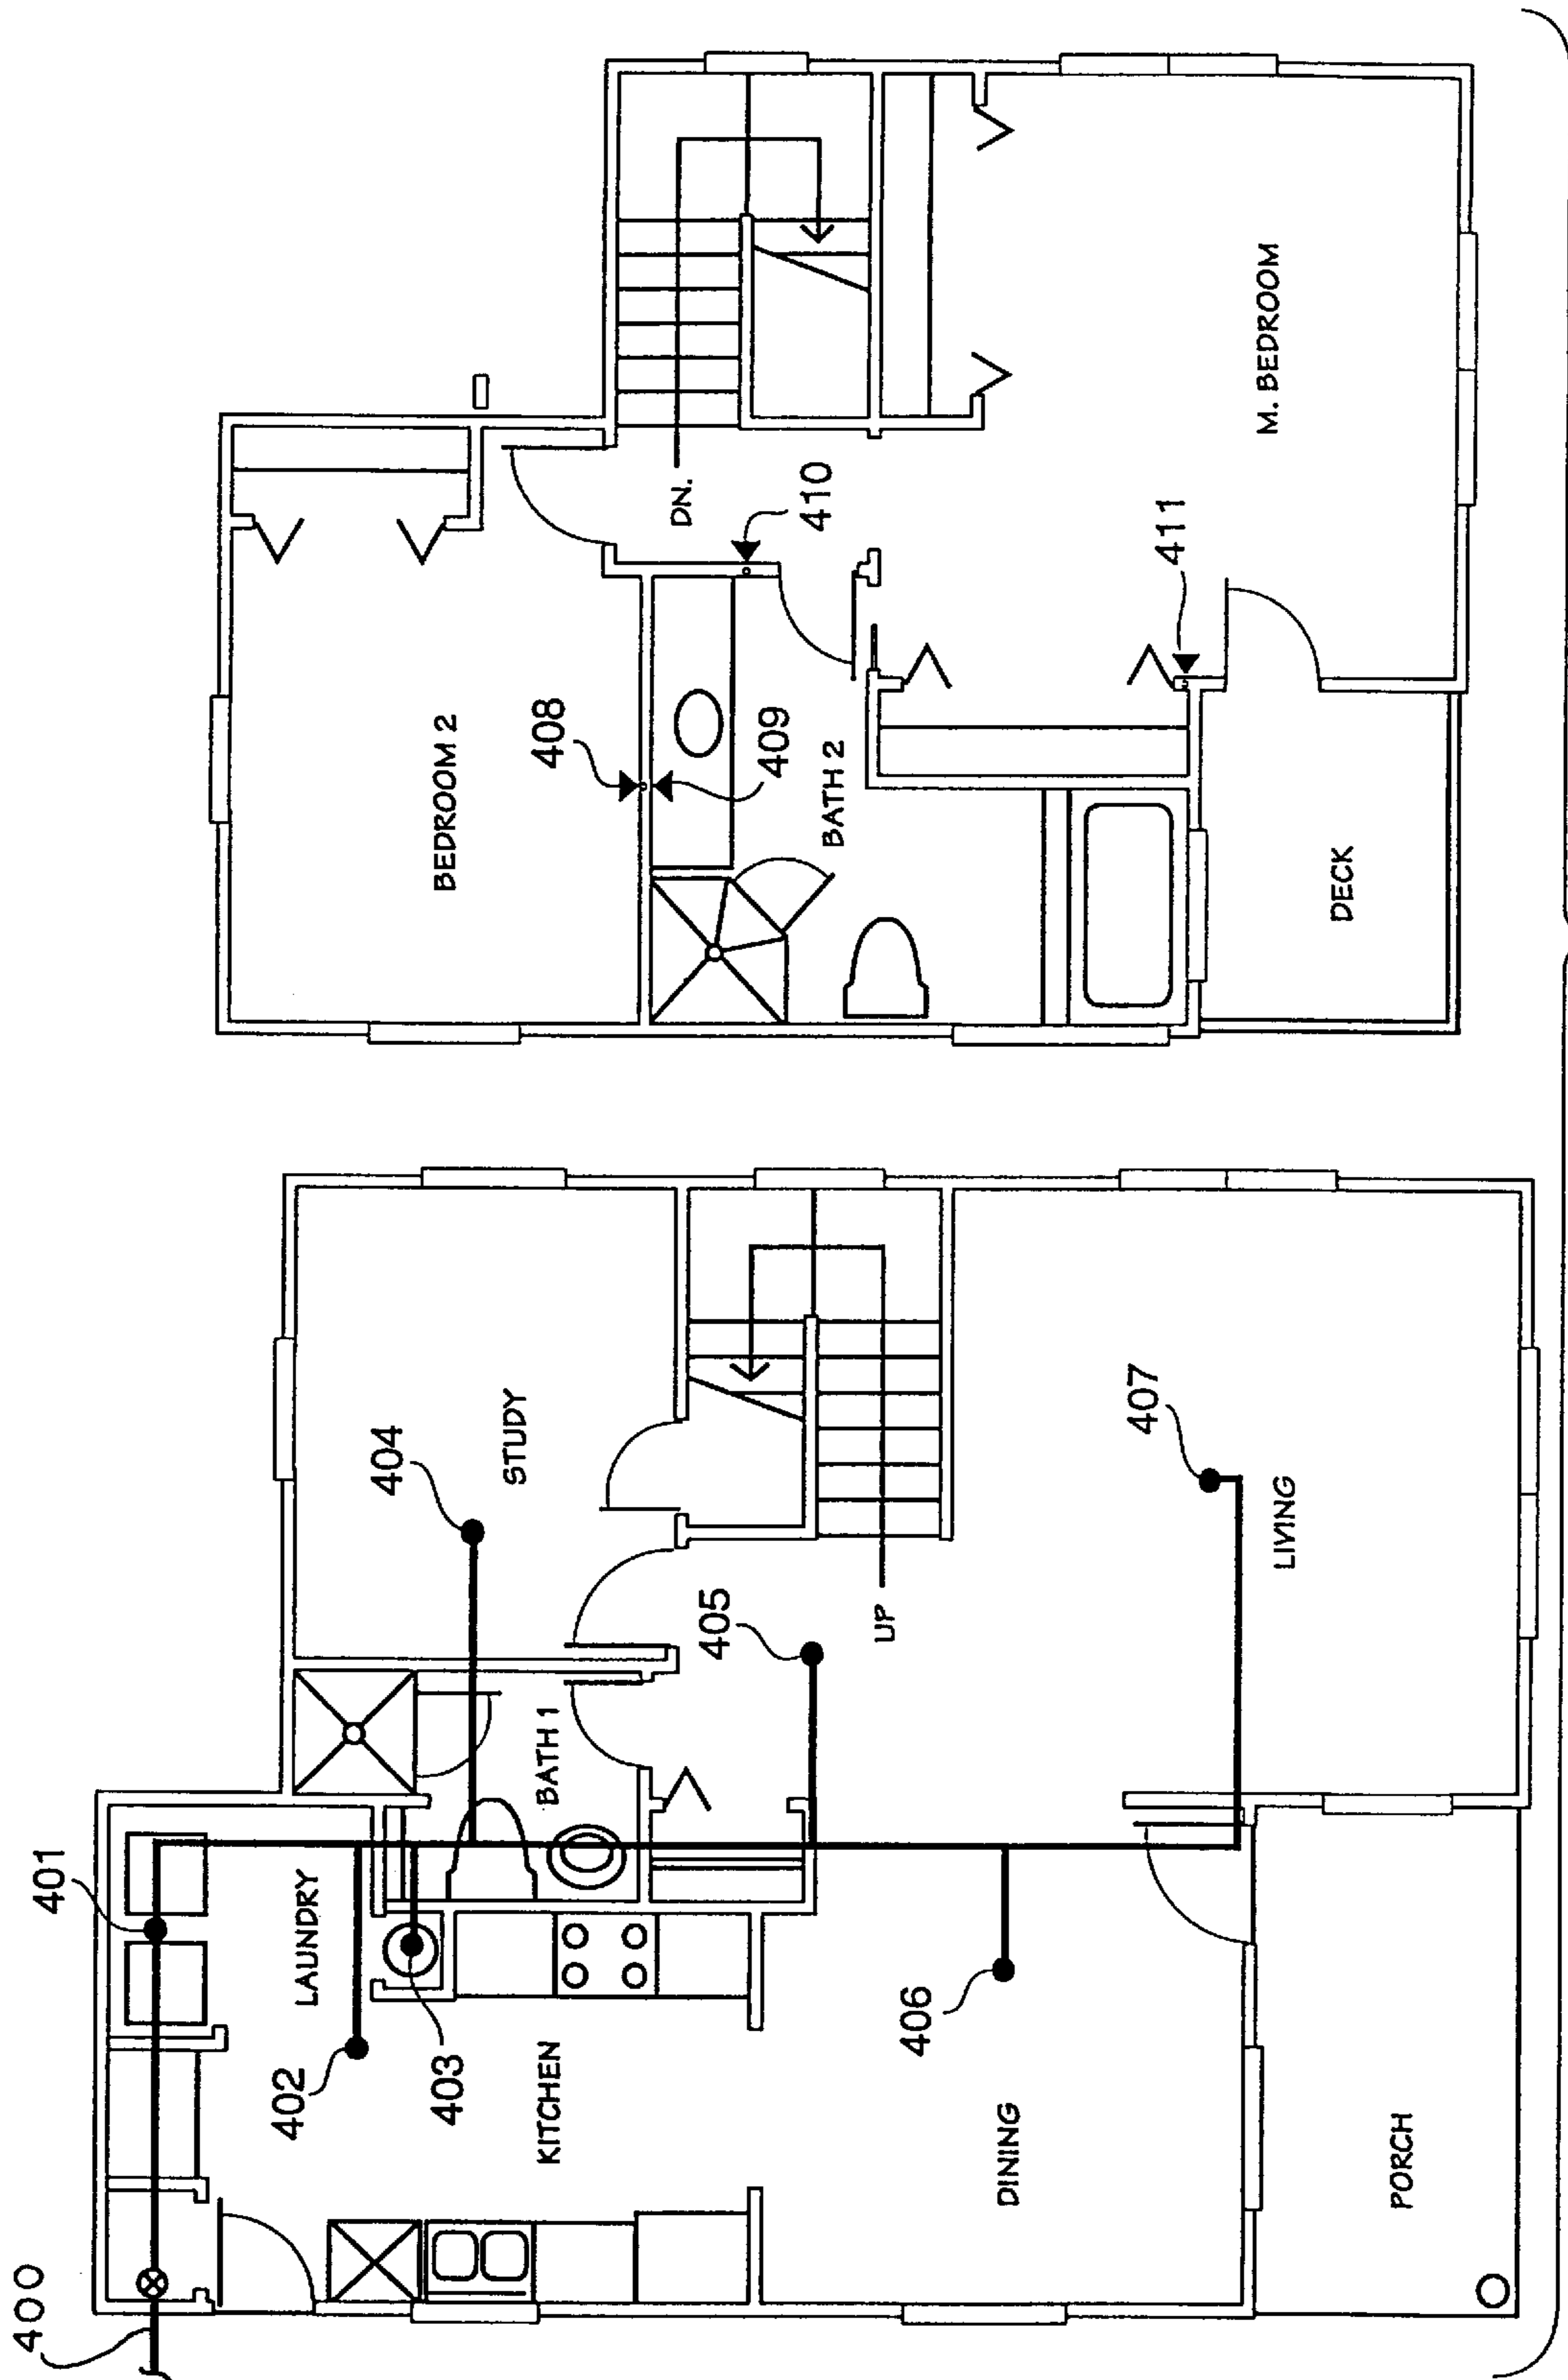 400
401
LAUNDRY
402
403
KITCHEN
BATH 1
404
STUDY
405
UP
406
DINING
407
LIVING
PORCH
BEDROOM 2
408
409
DN.
410
BATH 2
411
M. BEDROOM
DECK